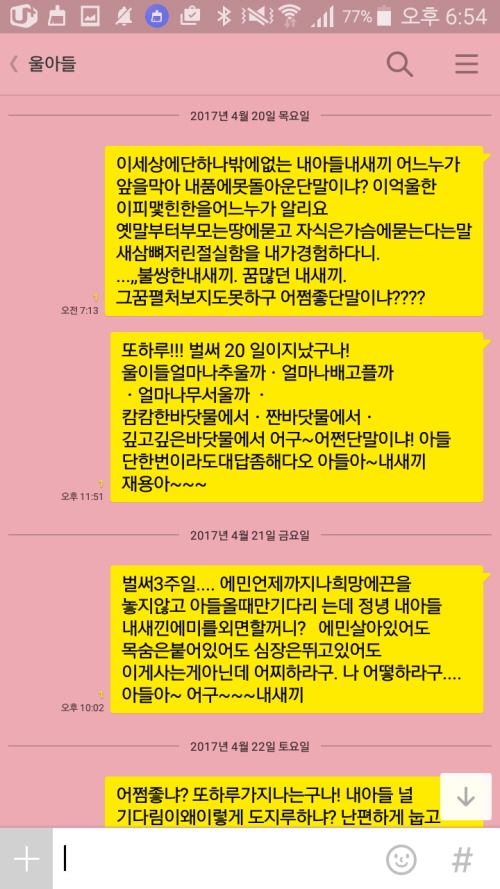 77% 오후 6:54
울아들
2017년 4월 20일 목요일
이세상에단하나밖에없는 내아들내새끼 어느누가
앞을막아 내품에못돌아운단말이냐? 이억울한
이피맺힌한을어느누가 알리요
옛말부터부모는땅에묻고 자식은가슴에묻는다는말
새삼뼈저린절실함을 내가경험하다니.
...,,불쌍한내새끼. 꿈많던 내새끼.
그꿈펼처보지도못하구 어쩜좋단말이냐????
오전 7:13
또하루!!! 벌써 20 일이지났구나!
울이들얼마나추울까 · 얼마나배고플까
· 얼마나무서울까 ·
캄캄한바닷물에서 · 짠바닷물에서 ·
깊고깊은바닷물에서 어구~어쩐단말이냐! 아들
단한번이라도대답좀해다오 아들아~내새끼
재용아~~~
오후 11:51
2017년 4월 21일 금요일
벌써3주일.... 에민언제까지나희망에끈을
놓지않고 아들올때만기다리 는데 정녕 내아들
내새낀에미를외면할꺼니? 에민살아있어도
목숨은붙어있어도 심장은뛰고있어도
이게사는게아닌데 어찌하라구. 나 어떻하라구....
아들아~ 어구~~~내새끼
오후 10:02
2017년 4월 22일 토요일
어쩜좋냐? 또하루가지나는구나! 내아들 널
기다림이왜이렇게 도지루하냐? 난편하게 눕고
#